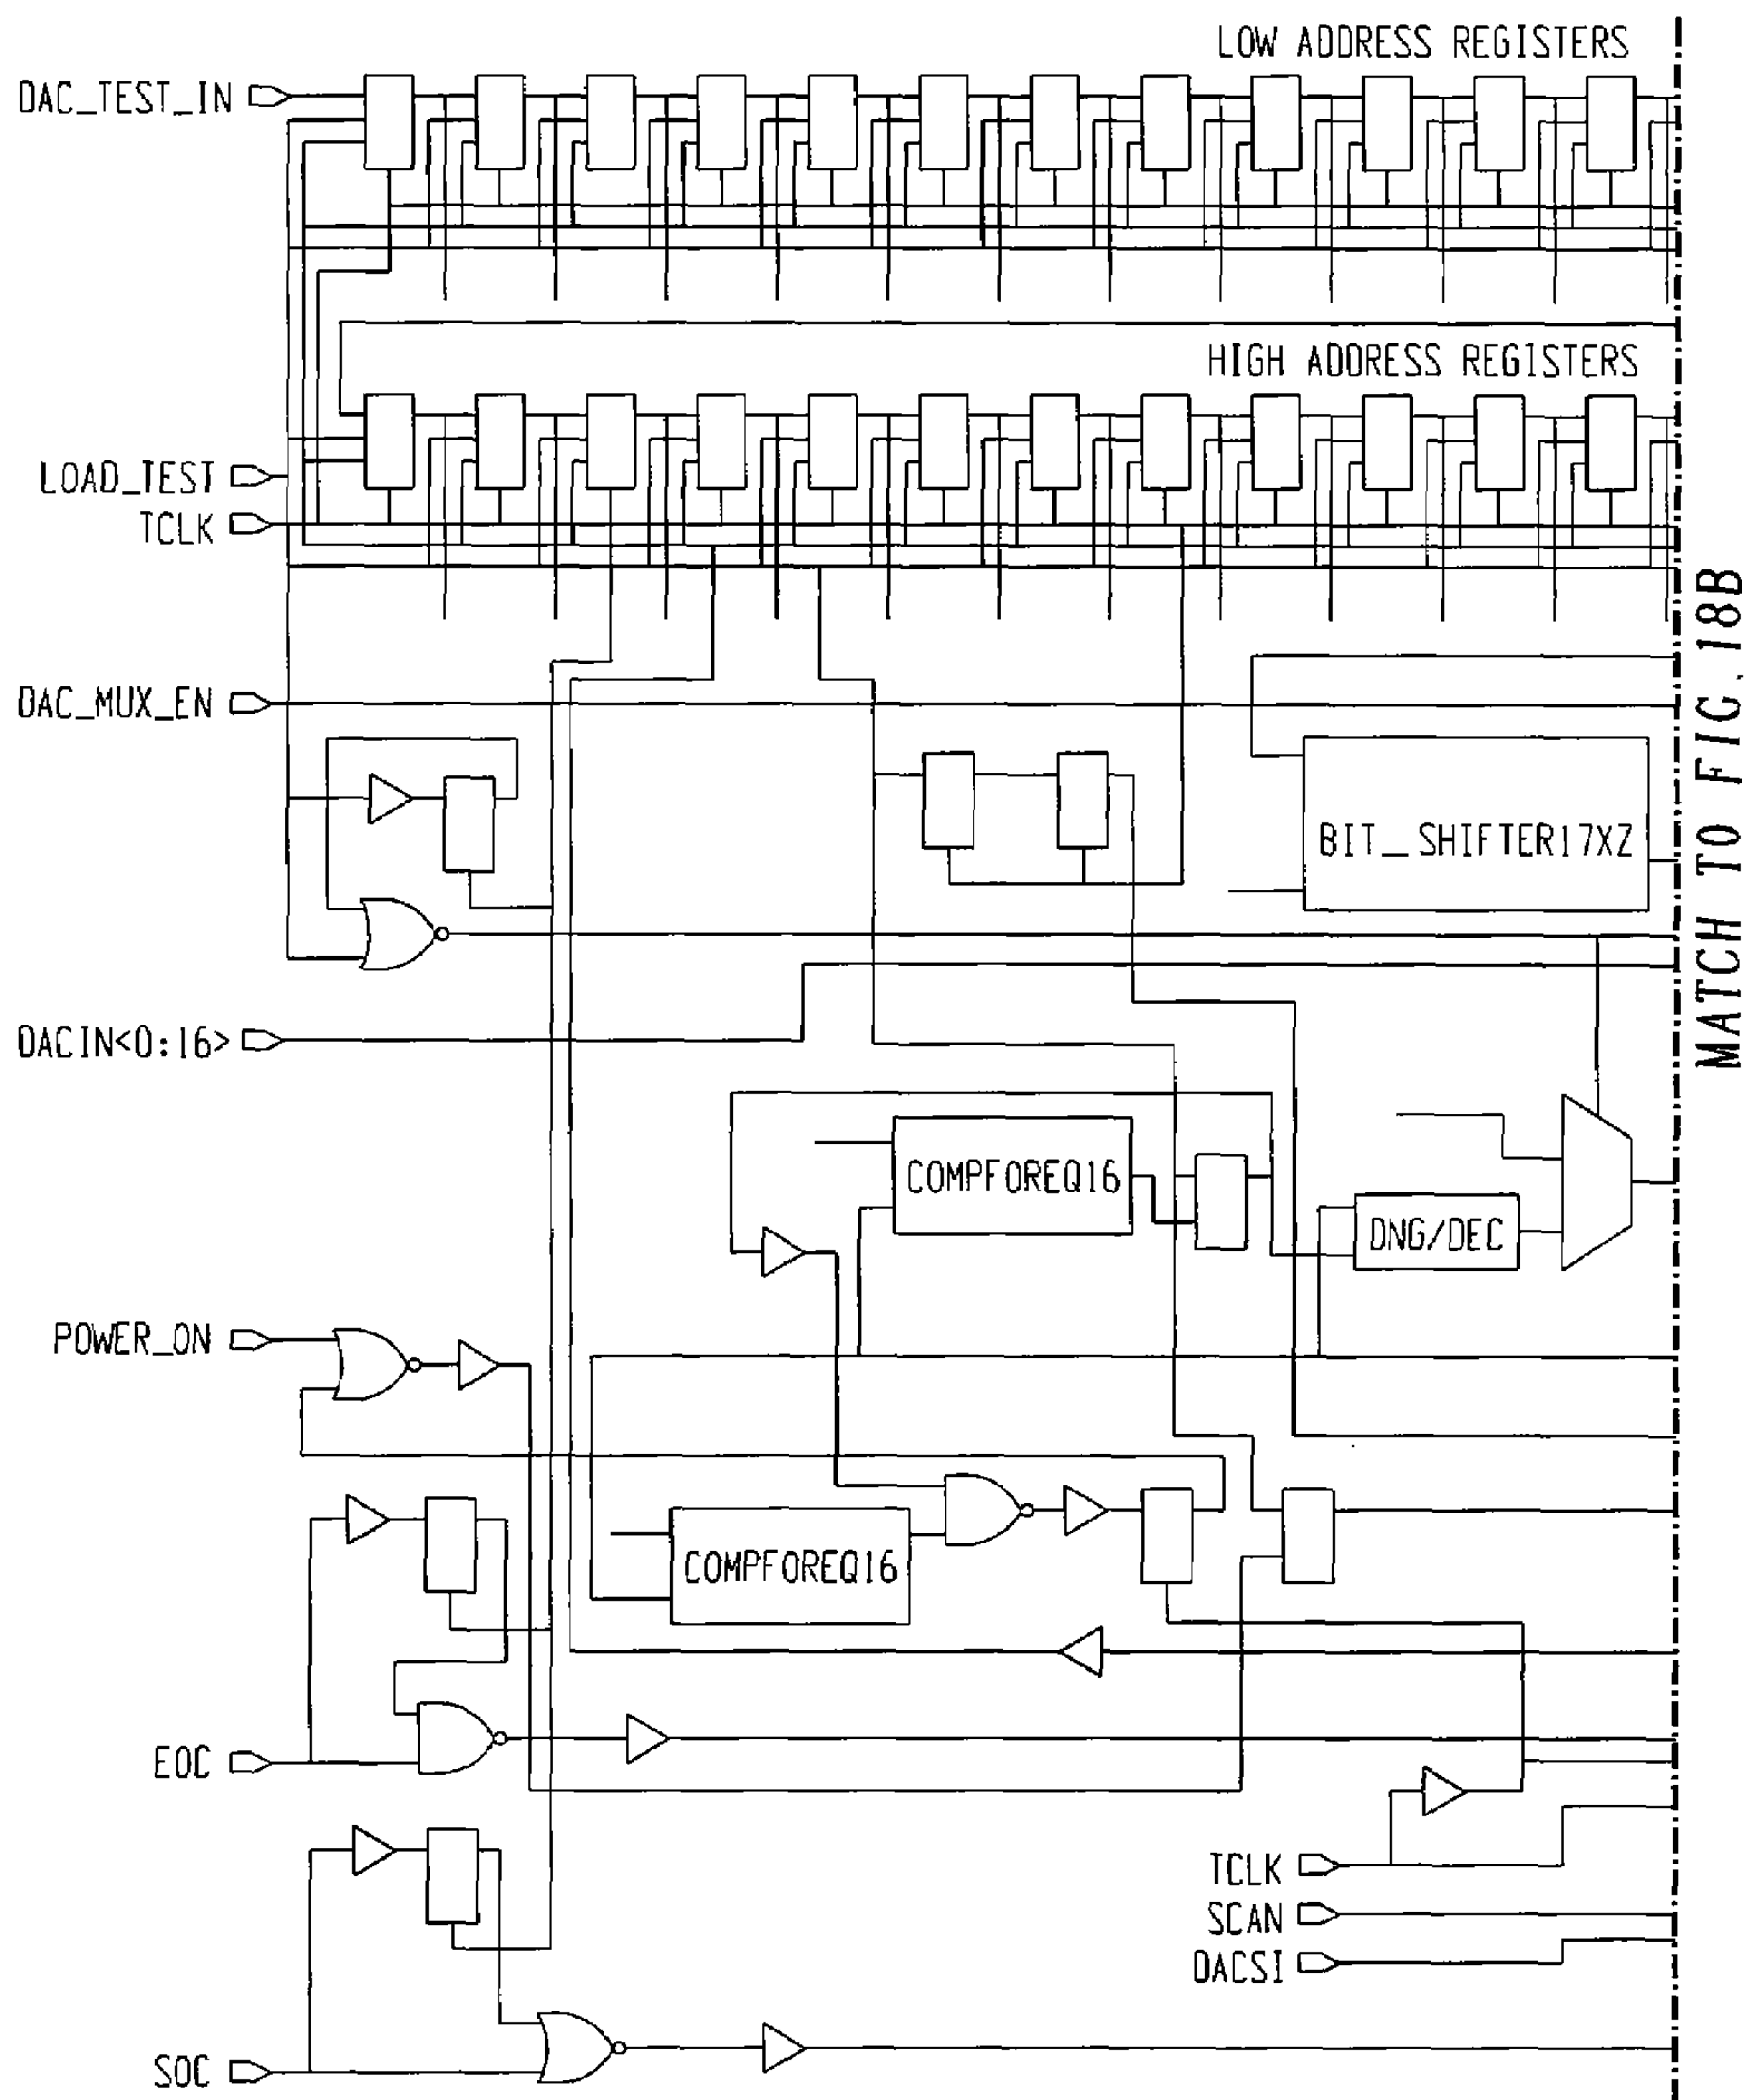 LOW ADDRESS REGISTERS
DAC_TEST_IN
HIGH ADDRESS REGISTERS
LOAD_TEST
TCLK
DAC_MUX_EN
BIT_SHIFTER17XZ
DACIN<0:16>
COMPFOREQ16
DNG/DEC
POWER_ON
COMPFOREQ16
EOC
TCLK
SCAN
DACSI
SOC
MATCH TO FIG. 18B